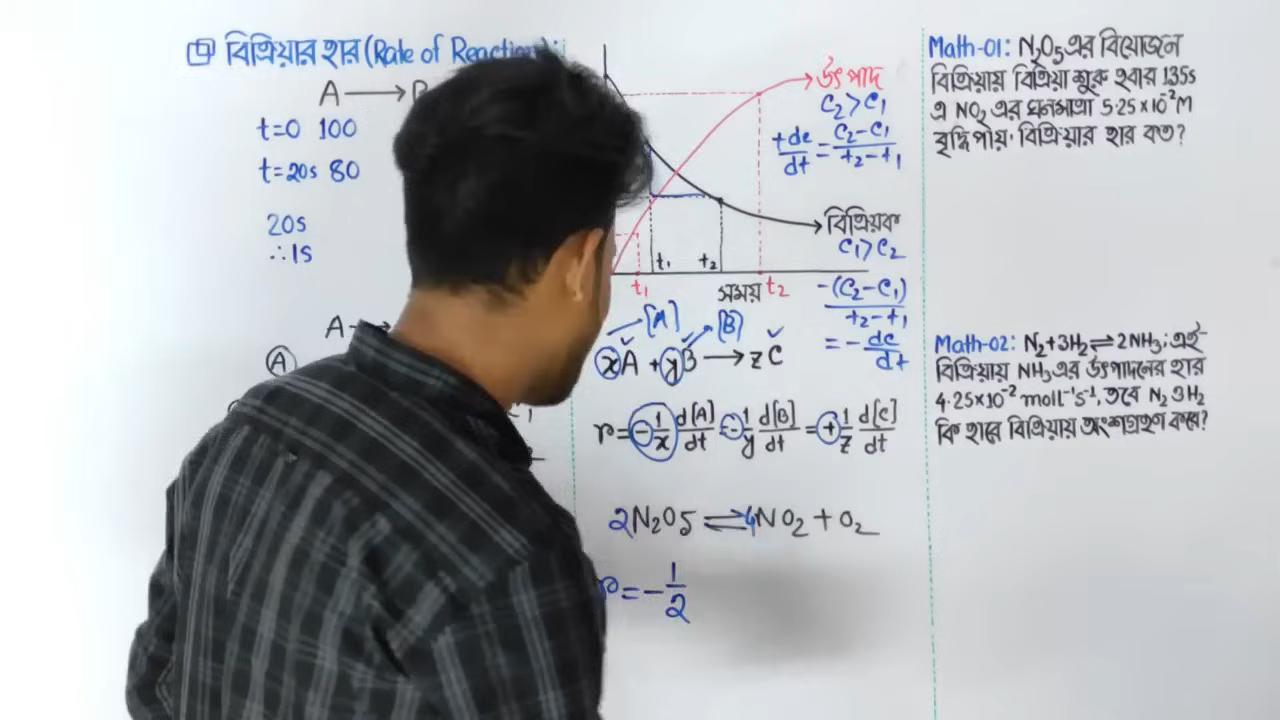 বিক্রিয়ার হার (Rate of Reaction):
A ⟶
t=0 100
t=20s 80
20s
∴1s
A
Ⓐ
উৎপাদ
C₂>C₁
+dc/dt = C₂-C₁/t₂-t₁
বিক্রিয়ক
C₁>C₂
t₁ t₂
t₁ সময় t₂
-(C₂-C₁)/t₂-t₁
= -dc/dt
[A] [B]
xA + yB ⟶ zC
r = -1/x d[A]/dt = -1/y d[B]/dt = +1/z d[C]/dt
2N₂O₅ ⇌ 4NO₂ + O₂
r = -1/2
Math-01: N₂O₅ এর বিয়োজন
বিক্রিয়ায় বিক্রিয়া শুরু হবার 135s
এ NO₂ এর ঘনমাত্রা 5.25×10⁻²M
বৃদ্ধি পায়. বিক্রিয়ার হার কত?
Math-02: N₂+3H₂⇌2NH₃; এই
বিক্রিয়ায় NH₃ এর উৎপাদনের হার
4.25×10⁻² moll⁻¹s⁻¹, তবে N₂ ও H₂
কি হারে বিক্রিয়ায় অংশগ্রহণ করে?